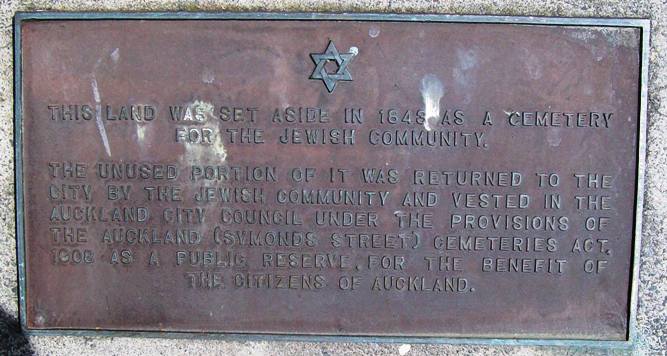 THIS LAND WAS SET ASIDE IN AS A CEMETERY
FOR THE JEWISH COMMUNITY.
THE UNUSED PORTION OF IT WAS RETURNED TO THE
CITY BY THE JEWISH COMMUNITY AND VESTED IN THE
AUCKLAND CITY COUNCIL UNDER THE PROVISIONS OF
THE AUCKLAND (SYMONDS STREET) CEMETERIES ACT,
1908 AS A PUBLIC RESERVE, FOR THE BENEFIT OF
THE CITIZENS OF AUCKLAND.